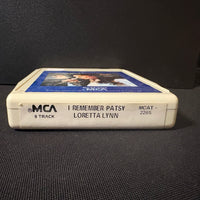 MCA
8 TRACK
I REMEMBER PATSY
LORETTA LYNN
MCAT -
2265